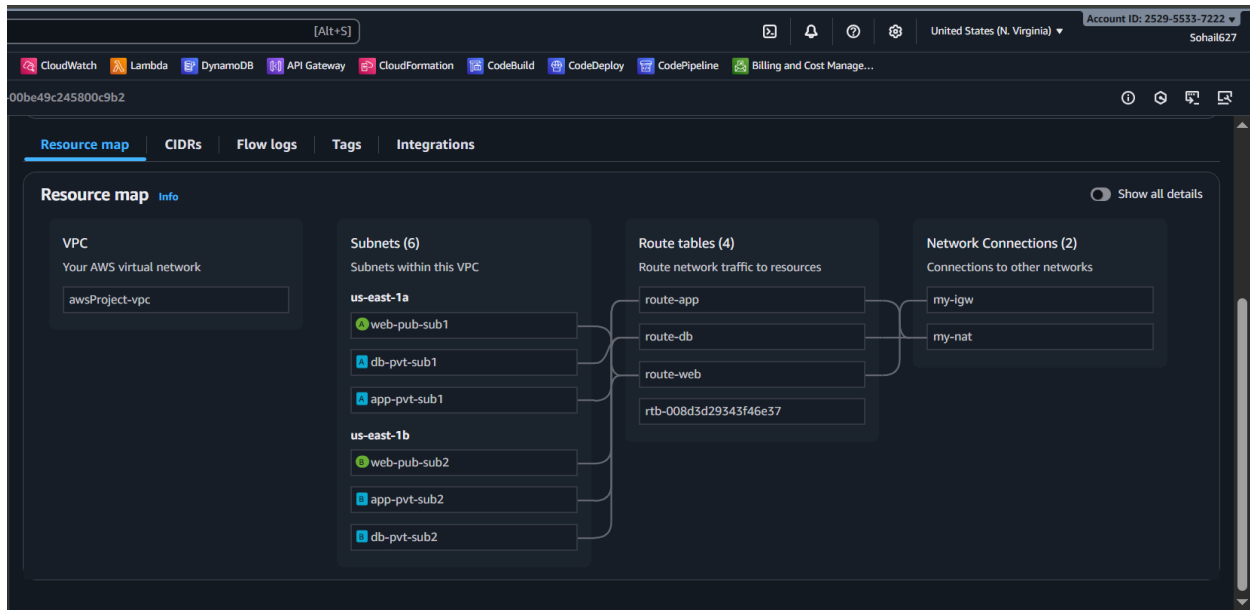 [Alt+S]
United States (N. Virginia) ▼
Account ID: 2529-5533-7222 ▼
Sohail627
CloudWatch
Lambda
DynamoDB
API Gateway
CloudFormation
CodeBuild
CodeDeploy
CodePipeline
Billing and Cost Manage...
-00be49c245800c9b2
Resource map
CIDRs
Flow logs
Tags
Integrations
Resource map Info
Show all details
VPC
Your AWS virtual network
awsProject-vpc
Subnets (6)
Subnets within this VPC
us-east-1a
A web-pub-sub1
A db-pvt-sub1
A app-pvt-sub1
us-east-1b
B web-pub-sub2
B app-pvt-sub2
B db-pvt-sub2
Route tables (4)
Route network traffic to resources
route-app
route-db
route-web
rtb-008d3d29343f46e37
Network Connections (2)
Connections to other networks
my-igw
my-nat